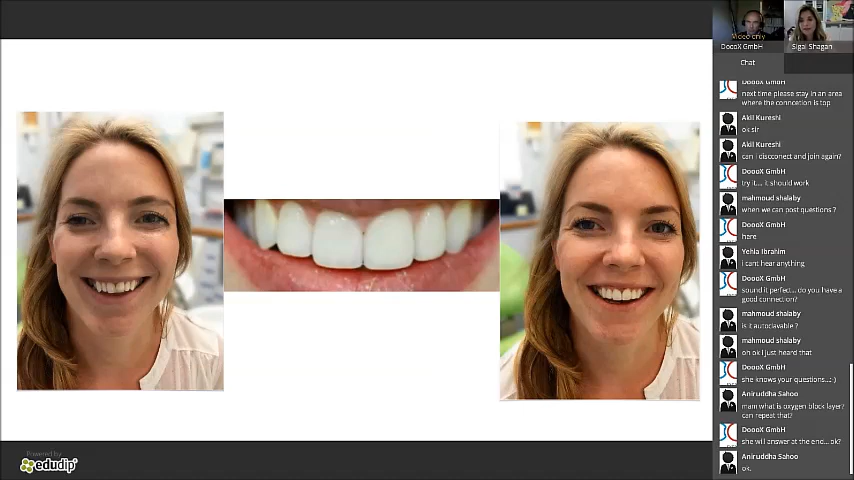 Video only
DoooX GmbH
Sigal Shagan
Chat
DoooX GmbH
next time please stay in an area
where the conncetion is top
Akil Kureshi
ok sir
Akil Kureshi
can i discconect and join again?
DoooX GmbH
try it.... it should work
mahmoud shalaby
when we can post questions ?
DoooX GmbH
here
Yehia Ibrahim
i cant hear anything
DoooX GmbH
sound it perfect... do you have a
good connection?
mahmoud shalaby
is it autoclavable ?
mahmoud shalaby
oh ok I just heard that
DoooX GmbH
she knows your questions...:-)
Aniruddha Sahoo
mam what is oxygen block layer?
can repeat that?
DoooX GmbH
she will answer at the end... ok?
Aniruddha Sahoo
ok.
Powered by
edudip